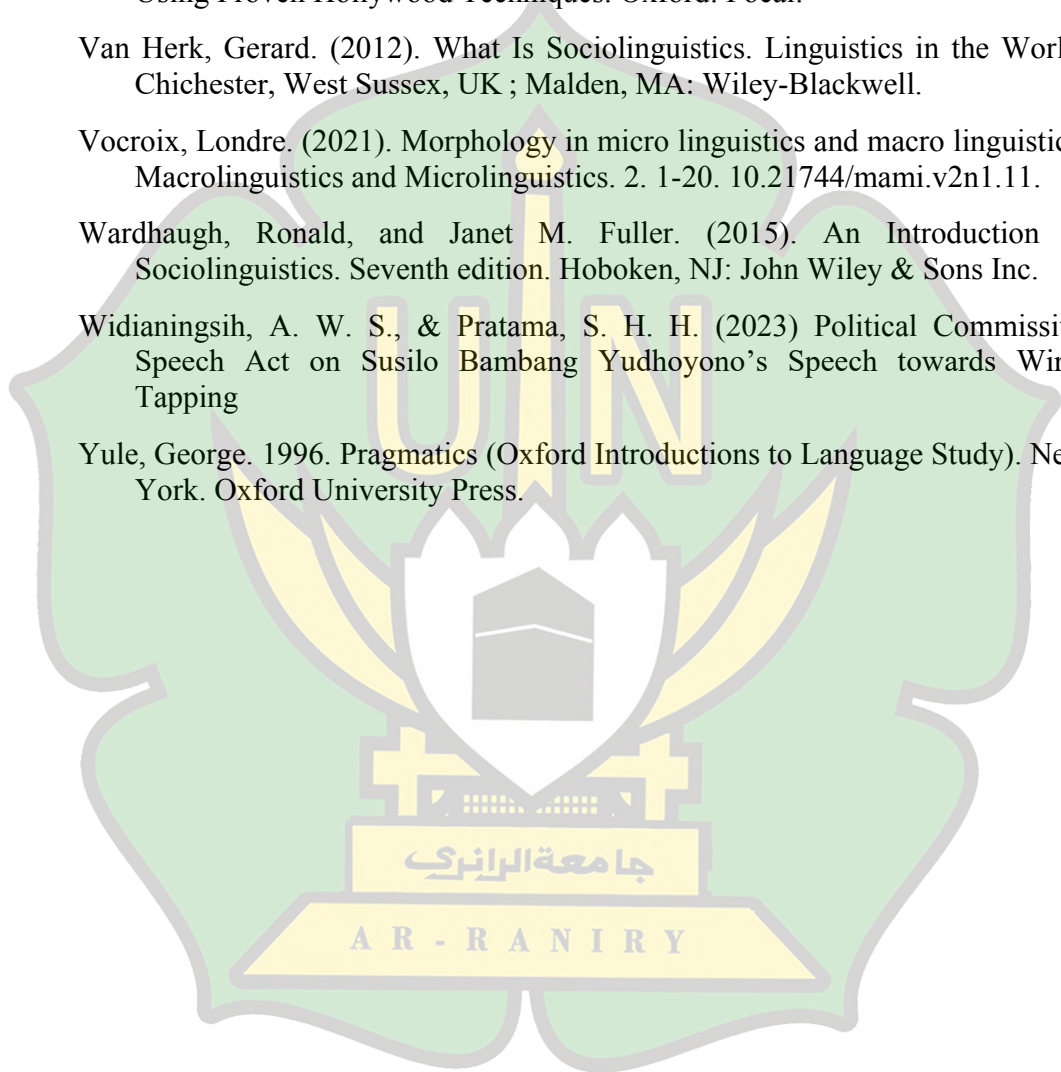 Using Proven Hollywood Techniques. Oxford: Focal.
Van Herk, Gerard. (2012). What Is Sociolinguistics. Linguistics in the Worl
Chichester, West Sussex, UK ; Malden, MA: Wiley-Blackwell.
Vocroix, Londre. (2021). Morphology in micro linguistics and macro linguistic
Macrolinguistics and Microlinguistics. 2. 1-20. 10.21744/mami.v2n1.11.
Wardhaugh, Ronald, and Janet M. Fuller. (2015). An Introduction
Sociolinguistics. Seventh edition. Hoboken, NJ: John Wiley & Sons Inc.
Widianingsih, A. W. S., & Pratama, S. H. H. (2023) Political Commissi
Speech Act on Susilo Bambang Yudhoyono’s Speech towards Wir
Tapping
Yule, George. 1996. Pragmatics (Oxford Introductions to Language Study). Ne
York. Oxford University Press.
UIN
جامعةالرانري
AR-RANIRY